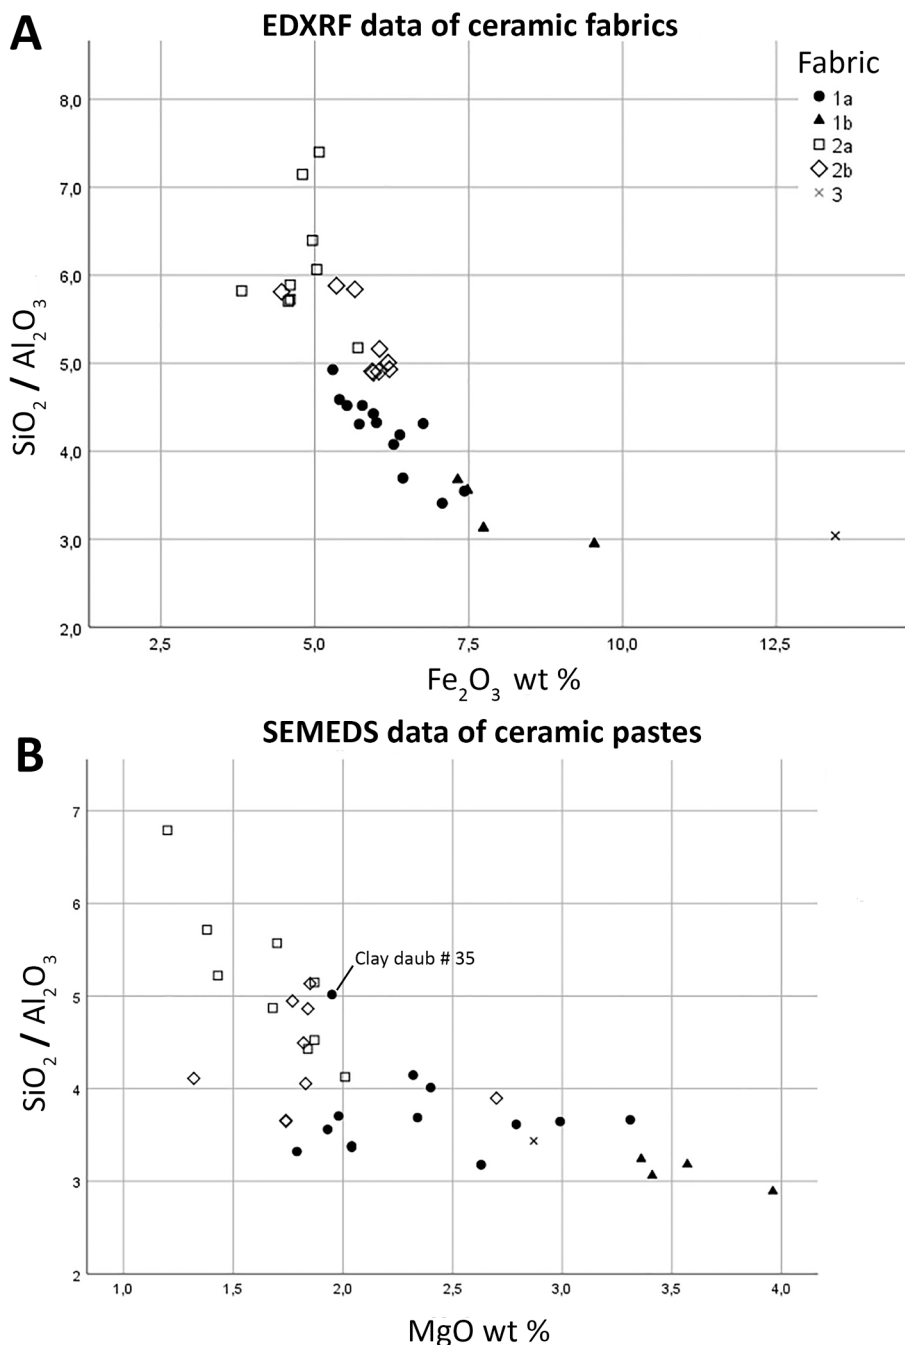 A
EDXRF data of ceramic fabrics
Fabric
1a
1b
2a
2b
3
8,0
7,0
6,0
5,0
4,0
3,0
2,0
SiO₂ / Al₂O₃
2,5 5,0 7,5 10,0 12,5
Fe₂O₃ wt %
B
SEMEDS data of ceramic pastes
7
6
5
4
3
2
SiO₂ / Al₂O₃
Clay daub # 35
1,0 1,5 2,0 2,5 3,0 3,5 4,0
MgO wt %